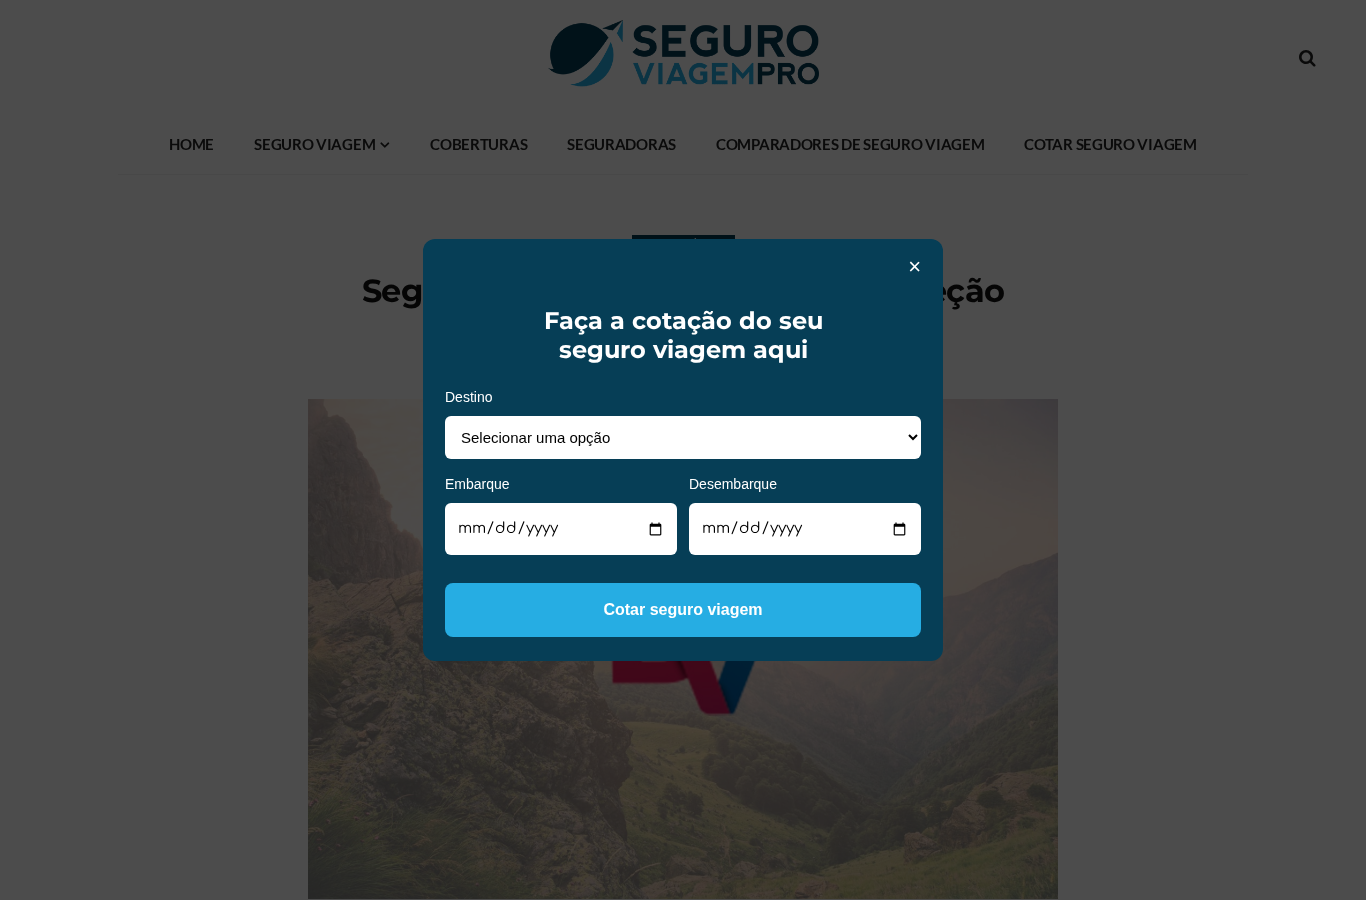 SEGURO
VIAGEMPRO
HOME SEGURO VIAGEM COBERTURAS SEGURADORAS COMPARADORES DE SEGURO VIAGEM COTAR SEGURO VIAGEM
×
Faça a cotação do seu
seguro viagem aqui
Destino
Selecionar uma opção
Embarque Desembarque
mm/dd/yyyy mm/dd/yyyy
Cotar seguro viagem